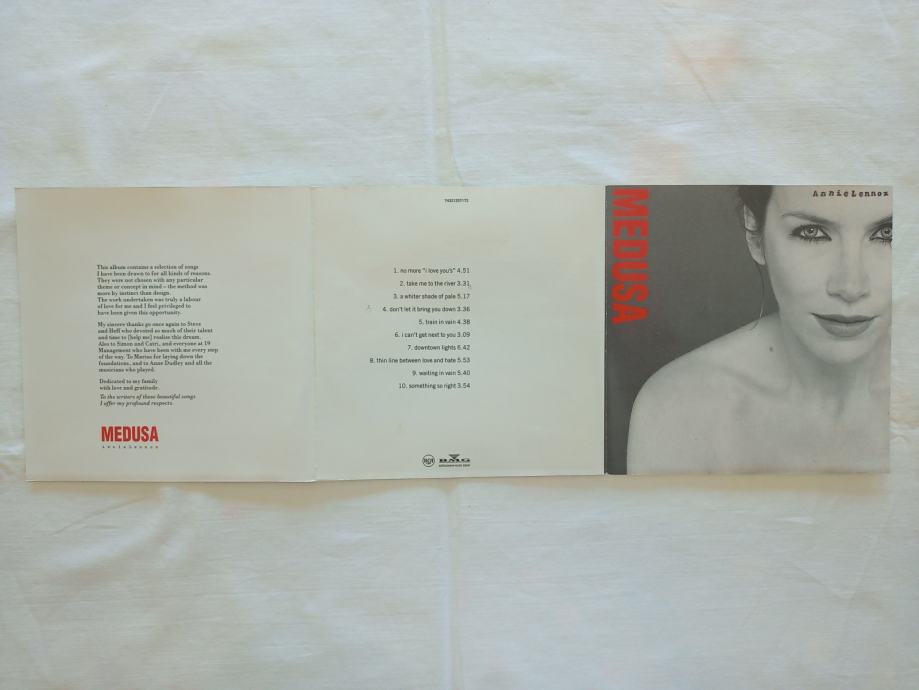 This album contains a selection of songs
I have been drawn to for all kinds of reasons.
They were not chosen with any particular
theme or concept in mind – the method was
more by instinct than design.
The work undertaken was truly a labour
of love for me and I feel privileged to
have been given this opportunity.
My sincere thanks go once again to Steve
and Heff who devoted so much of their talent
and time to [help me] realise this dream.
Also to Simon and Catri, and everyone at 19
Management who have been with me every step
of the way. To Marius for laying down the
foundations, and to Anne Dudley and all the
musicians who played.
Dedicated to my family
with love and gratitude.
To the writers of these beautiful songs
I offer my profound respects.
MEDUSA
annielennox
1. no more "i love you's" 4.51
2. take me to the river 3.31
3. a whiter shade of pale 5.17
4. don't let it bring you down 3.36
5. train in vain 4.38
6. i can't get next to you 3.09
7. downtown lights 6.42
8. thin line between love and hate 5.53
9. waiting in vain 5.40
10. something so right 3.54
RCA
BMG
MEDUSA
AnnieLennox